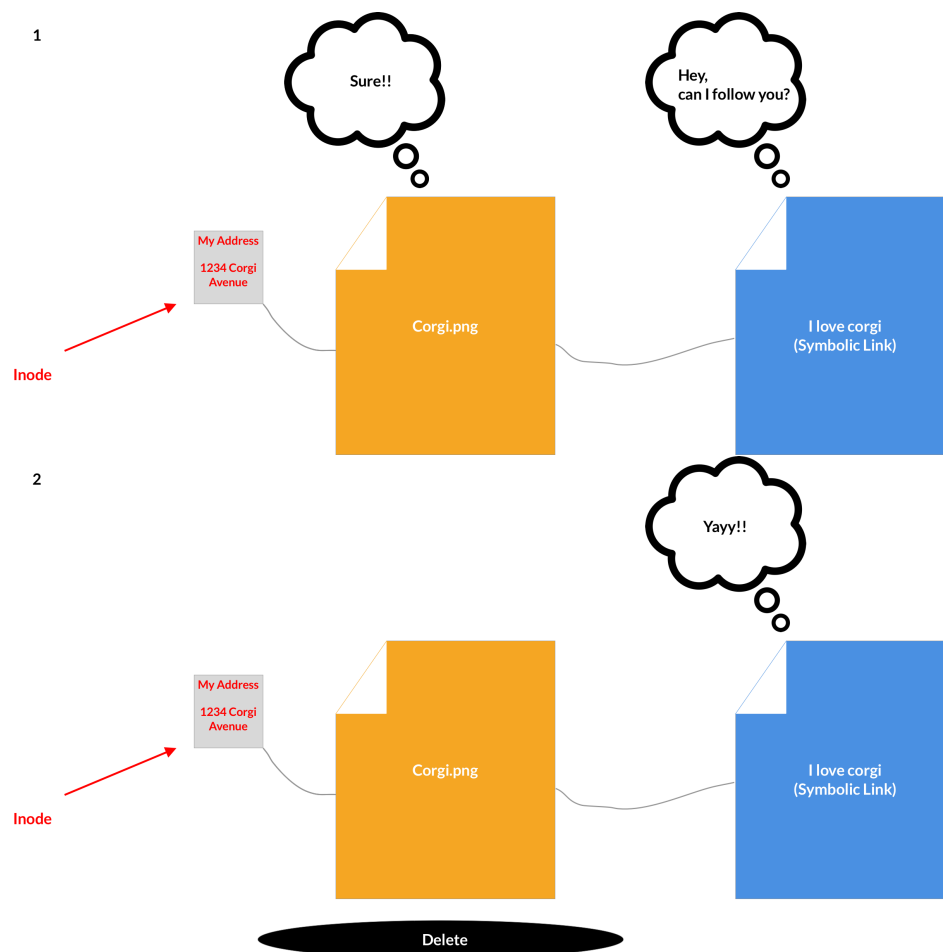 1
Sure!!
Hey,
can I follow you?
My Address
1234 Corgi
Avenue
Corgi.png
I love corgi
(Symbolic Link)
Inode
2
Yayy!!
My Address
1234 Corgi
Avenue
Corgi.png
I love corgi
(Symbolic Link)
Inode
Delete